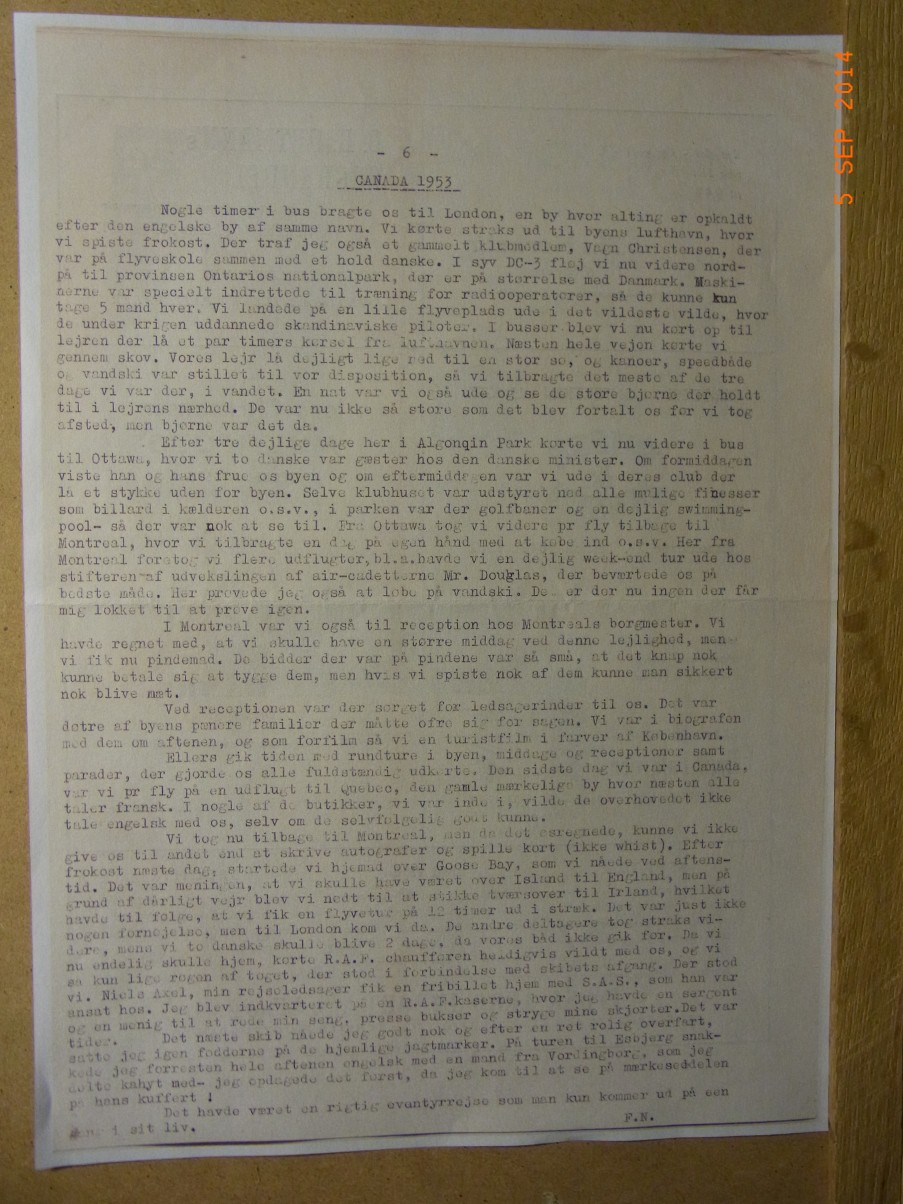 - 6 -
CANADA 1953
Nogle timer i bus bragte os til London, en by hvor alting er opkaldt
efter den engelske by af samme navn. Vi kørte straks ud til byens lufthavn, hvor
vi spiste frokost. Der traf jeg også et gammelt klubmedlem, Vagn Christensen, der
var på flyveskole sammen med et hold danske. I syv DC-3 fløj vi nu videre nord-
på til provinsen Ontarios nationalpark, der er på størrelse med Danmark. Maski-
nerne var specielt indrettede til træning for radiooperatører, så de kunne kun
tage 5 mand hver. Vi landede på en lille flyveplads ude i det vildeste vilde, hvor
de under krigen uddannede skandinaviske piloter. I busser blev vi nu kørt op til
lejren der lå et par timers kørsel fra lufthavnen. Næsten hele vejen kørte vi
gennem skov. Vores lejr lå dejligt lige ned til en stor sø, og kanoer, speedbåde
og vandski var stillet til vor disposition, så vi tilbragte det meste af de tre
dage vi var der, i vandet. En nat var vi også ude og se de store bjørne der holdt
til i lejrens nærhed. De var nu ikke så store som det blev fortalt os før vi tog
afsted, men bjørne var det da.
Efter tre dejlige dage her i Algonqin Park kørte vi nu videre i bus
til Ottawa, hvor vi to danske var gæster hos den danske minister. Om formiddagen
viste han og hans frue os byen og om eftermiddagen var vi ude i deres club der
lå et stykke uden for byen. Selve klubhuset var udstyret med alle mulige finesser
som billard i kælderen o.s.v., i parken var der golfbaner og en dejlig swimming-
pool- så der var nok at se til. Fra Ottawa tog vi videre pr fly tilbage til
Montreal, hvor vi tilbragte en dag på egen hånd med at købe ind o.s.v. Her fra
Montreal foretog vi flere udflugter, bl.a.havde vi en dejlig week-end tur ude hos
stifteren af udvekslingen af air-cadetterne Mr. Douglas, der beværtede os på
bedste måde. Her prøvede jeg også at løbe på vandski. Det er der nu ingen der får
mig lokket til at prøve igen.
I Montreal var vi også til reception hos Montreals borgmester. Vi
havde regnet med, at vi skulle have en større middag ved denne lejlighed, men
vi fik nu pindemad. De bidder der var på pindene var så små, at det knap nok
kunne betale sig at tygge dem, men hvis vi spiste nok af dem kunne man sikkert
nok blive mæt.
Ved receptionen var der sørget for ledsagerinder til os. Det var
døtre af byens pænere familier der måtte ofre sig for sagen. Vi var i biografen
med dem om aftenen, og som forfilm så vi en turistfilm i farver af København.
Ellers gik tiden med rundture i byen, middage og receptioner samt
parader, der gjorde os alle fuldstændig udkørte. Den sidste dag vi var i Canada,
var vi pr fly på en udflugt til Quebec, den gamle mærkelige by hvor næsten alle
taler fransk. I nogle af de butikker, vi var inde i, vilde de overhovedet ikke
tale engelsk med os, selv om de selvfølgelig godt kunne.
Vi tog nu tilbage til Montreal, men da det øsregnede, kunne vi ikke
give os til andet end at skrive autografer og spille kort (ikke whist). Efter
frokost næste dag, startede vi hjemad over Goose Bay, som vi nåede ved aftens-
tid. Det var meningen, at vi skulle have været over Island til England, men på
grund af dårligt vejr blev vi nødt til at stikke tværsover til Irland, hvilket
havde til følge, at vi fik en flyvetur på 12 timer ud i stræk. Det var just ikke
nogen fornøjelse, men til London kom vi da. De andre deltagere tog straks vi-
dere, mens vi to danske skulle blive 2 dage, da vores båd ikke gik før. Da vi
nu endelig skulle hjem, kørte R.A.F. chaufføren heldigvis vildt med os, og vi
så kun lige røgen af toget, der stod i forbindelse med skibets afgang. Der stod
vi. Niels Axel, min rejseledsager fik en fribillet hjem med S.A.S., som han var
ansat hos. Jeg blev indkvarteret på en R.A.F.kaserne, hvor jeg havde en sergent
og en menig til at rede min seng, presse bukser og stryge mine skjorter.Det var
tider.
Det næste skib nåede jeg godt nok og efter en ret rolig overfart,
satte jeg igen fødderne på de hjemlige jagtmarker. På turen til Esbjerg snak-
kede jeg forresten hele aftenen engelsk med en mand fra Vordingborg, som jeg
delte kahyt med- jeg opdagede det først, da jeg kom til at se på mærkeseddelen
på hans kuffert !
Det havde været en rigtig eventyrrejse som man kun kommer ud på een
gang i sit liv.
F.N.
5 SEP 2014